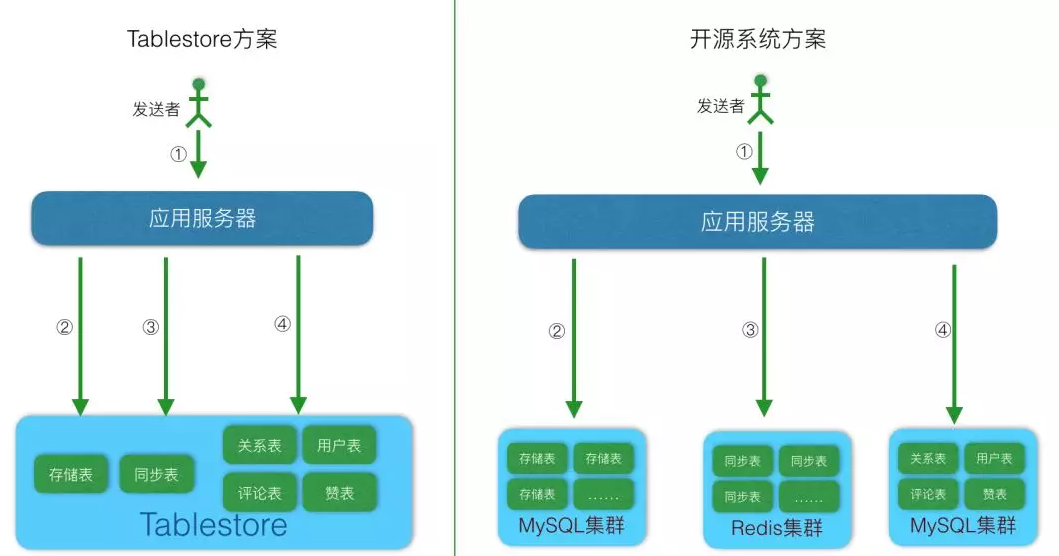 Tablestore方案
发送者
①
应用服务器
②
③
④
存储表
同步表
关系表
用户表
评论表
赞表
Tablestore
开源系统方案
发送者
①
应用服务器
②
③
④
存储表
存储表
存储表
……
MySQL集群
同步表
同步表
同步表
……
Redis集群
关系表
用户表
评论表
赞表
MySQL集群